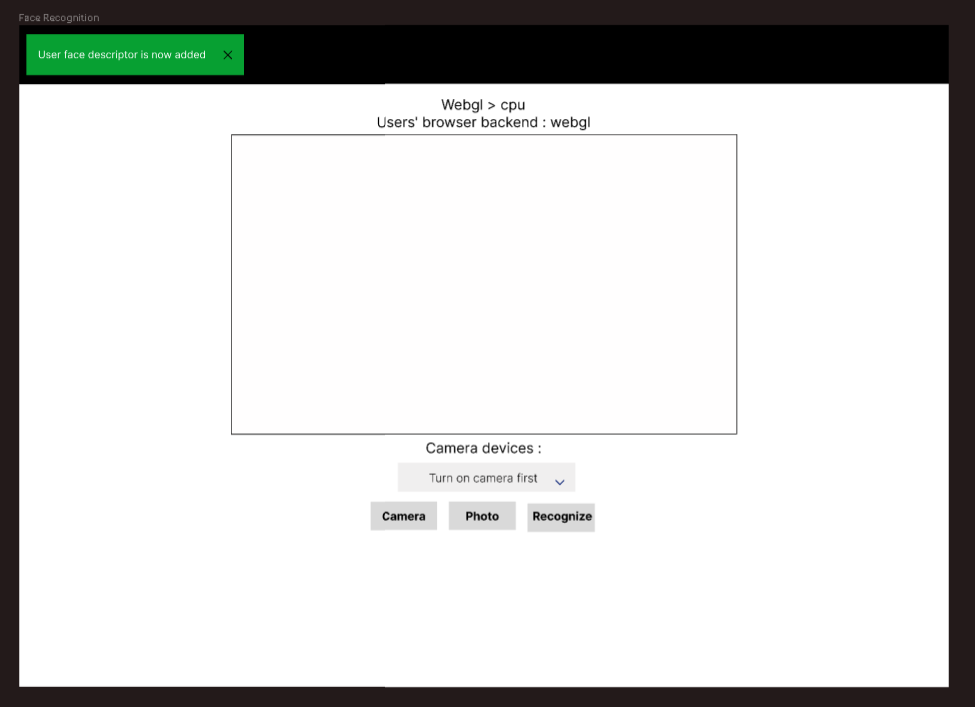 Face Recognition
User face descriptor is now added
Webgl > cpu
Users' browser backend : webgl
Camera devices :
Turn on camera first
Camera
Photo
Recognize